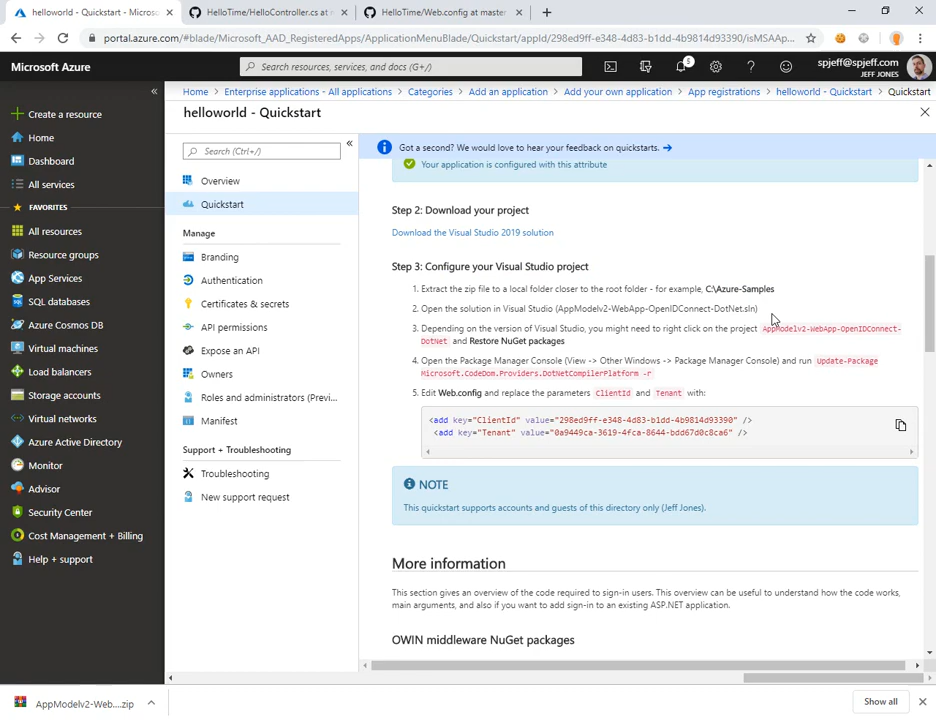 helloworld - Quickstart - Micros
HelloTime/HelloController.cs at m
HelloTime/Web.config at master
portal.azure.com/#blade/Microsoft_AAD_RegisteredApps/ApplicationMenuBlade/Quickstart/appId/298ed9ff-e348-4d83-b1dd-4b9814d93390/isMSAAp...
Microsoft Azure
Search resources, services, and docs (G+/)
5
spjeff@spjeff.com
JEFF JONES
Home > Enterprise applications - All applications > Categories > Add an application > Add your own application > App registrations > helloworld - Quickstart > Quickstart
Create a resource
Home
Dashboard
All services
FAVORITES
All resources
Resource groups
App Services
SQL databases
Azure Cosmos DB
Virtual machines
Load balancers
Storage accounts
Virtual networks
Azure Active Directory
Monitor
Advisor
Security Center
Cost Management + Billing
Help + support
helloworld - Quickstart
Search (Ctrl+/)
Overview
Quickstart
Manage
Branding
Authentication
Certificates & secrets
API permissions
Expose an API
Owners
Roles and administrators (Previ...
Manifest
Support + Troubleshooting
Troubleshooting
New support request
Got a second? We would love to hear your feedback on quickstarts.
Your application is configured with this attribute
Step 2: Download your project
Download the Visual Studio 2019 solution
Step 3: Configure your Visual Studio project
1. Extract the zip file to a local folder closer to the root folder - for example, C:\Azure-Samples
2. Open the solution in Visual Studio (AppModelv2-WebApp-OpenIDConnect-DotNet.sln)
3. Depending on the version of Visual Studio, you might need to right click on the project AppModelv2-WebApp-OpenIDConnect-
DotNet and Restore NuGet packages
4. Open the Package Manager Console (View -> Other Windows -> Package Manager Console) and run Update-Package
Microsoft.CodeDom.Providers.DotNetCompilerPlatform -r
5. Edit Web.config and replace the parameters ClientId and Tenant with:
<add key="ClientId" value="298ed9ff-e348-4d83-b1dd-4b9814d93390" />
<add key="Tenant" value="0a9449ca-3619-4fca-8644-bdd67d0c8ca6" />
NOTE
This quickstart supports accounts and guests of this directory only (Jeff Jones).
More information
This section gives an overview of the code required to sign-in users. This overview can be useful to understand how the code works,
main arguments, and also if you want to add sign-in to an existing ASP.NET application.
OWIN middleware NuGet packages
AppModelv2-Web....zip
Show all